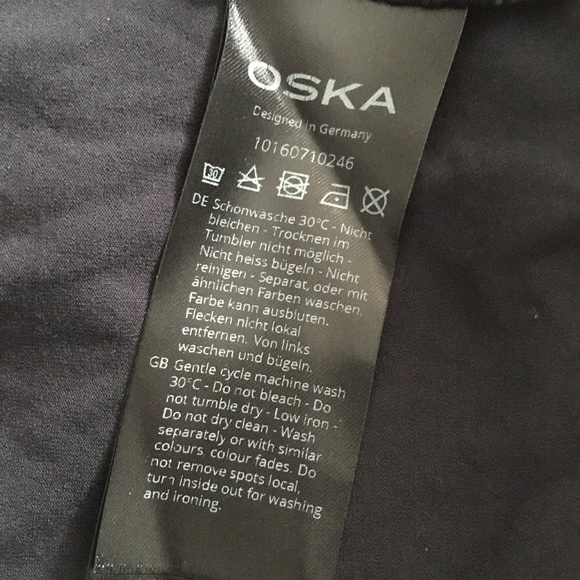 OSKA
Designed in Germany
10160710246
30
DE Schonwäsche 30°C - Nicht
bleichen - Trocknen im
Tumbler nicht möglich -
Nicht heiss bügeln - Nicht
reinigen - Separat, oder mit
ähnlichen Farben waschen.
Farbe kann ausbluten.
Flecken nicht lokal
entfernen. Von links
waschen und bügeln.
GB Gentle cycle machine wash
30°C - Do not bleach - Do
not tumble dry - Low iron -
Do not dry clean - Wash
separately or with similar
colours, colour fades. Do
not remove spots local,
turn inside out for washing
and ironing.